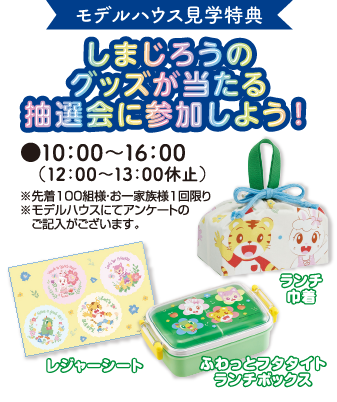 モデルハウス見学特典
しまじろうの
グッズが当たる
抽選会に参加しよう!
●10:00~16:00
(12:00~13:00休止)
※先着100組様・お一家族様1回限り
※モデルハウスにてアンケートの
ご記入がございます。
ランチ
巾着
レジャーシート
ふわっとフタタイト
ランチボックス